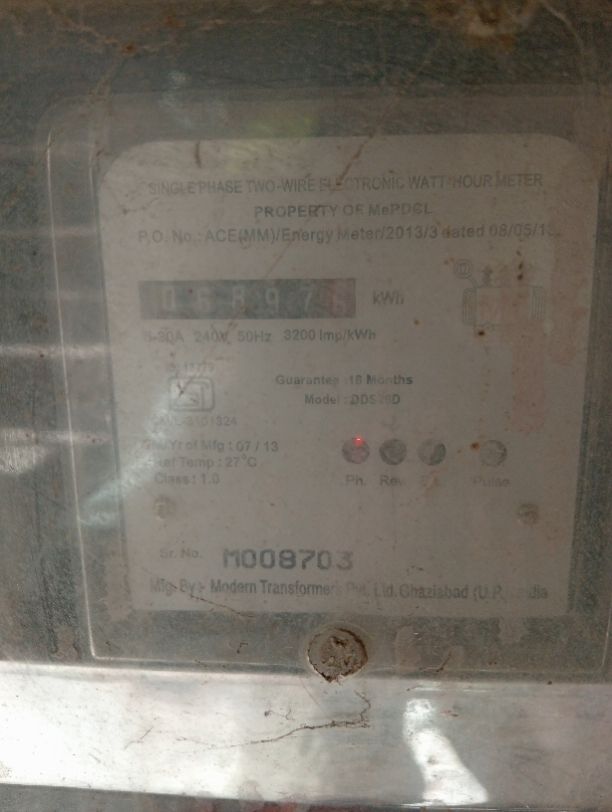 SINGLE PHASE TWO-WIRE ELECTRONIC WATT-HOUR METER
PROPERTY OF MePDCL
P.O. No.: ACE(MM)/Energy Meter/2013/3 dated 08/05/13
06897 kWh
240V 50Hz 3200 Imp/kWh
Guarantee :18 Months
Model :
Yr of Mfg : 07 / 13
Ref Temp : 27°C
Class : 1.0
Ph. Rev. Pulse
Sr. No. M008703
Mfg. By :- Modern Transformers Pvt. Ltd. Ghaziabad (U.P.) India